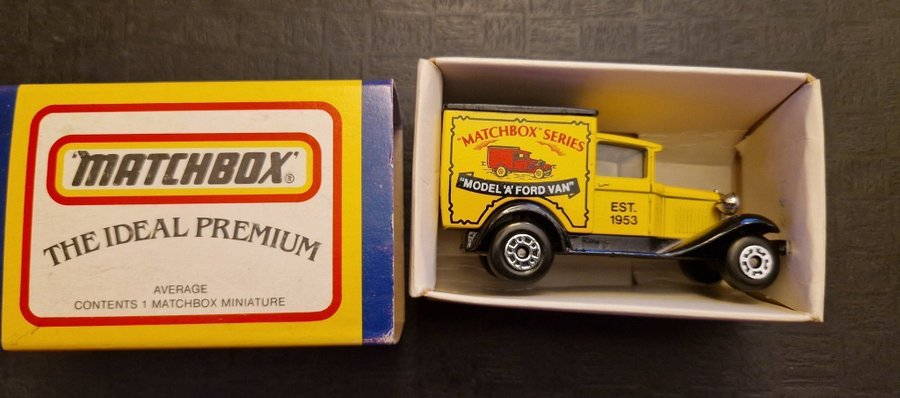 'MATCHBOX'®
THE IDEAL PREMIUM
AVERAGE
CONTENTS 1 MATCHBOX MINIATURE
"MATCHBOX" SERIES
"MODEL 'A' FORD VAN"
EST.
1953